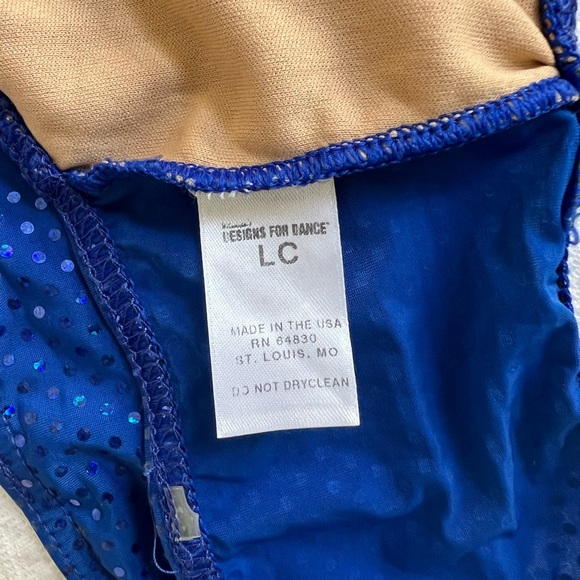 DESIGNS FOR DANCE™
LC
MADE IN THE USA
RN 64830
ST. LOUIS, MO
DO NOT DRYCLEAN